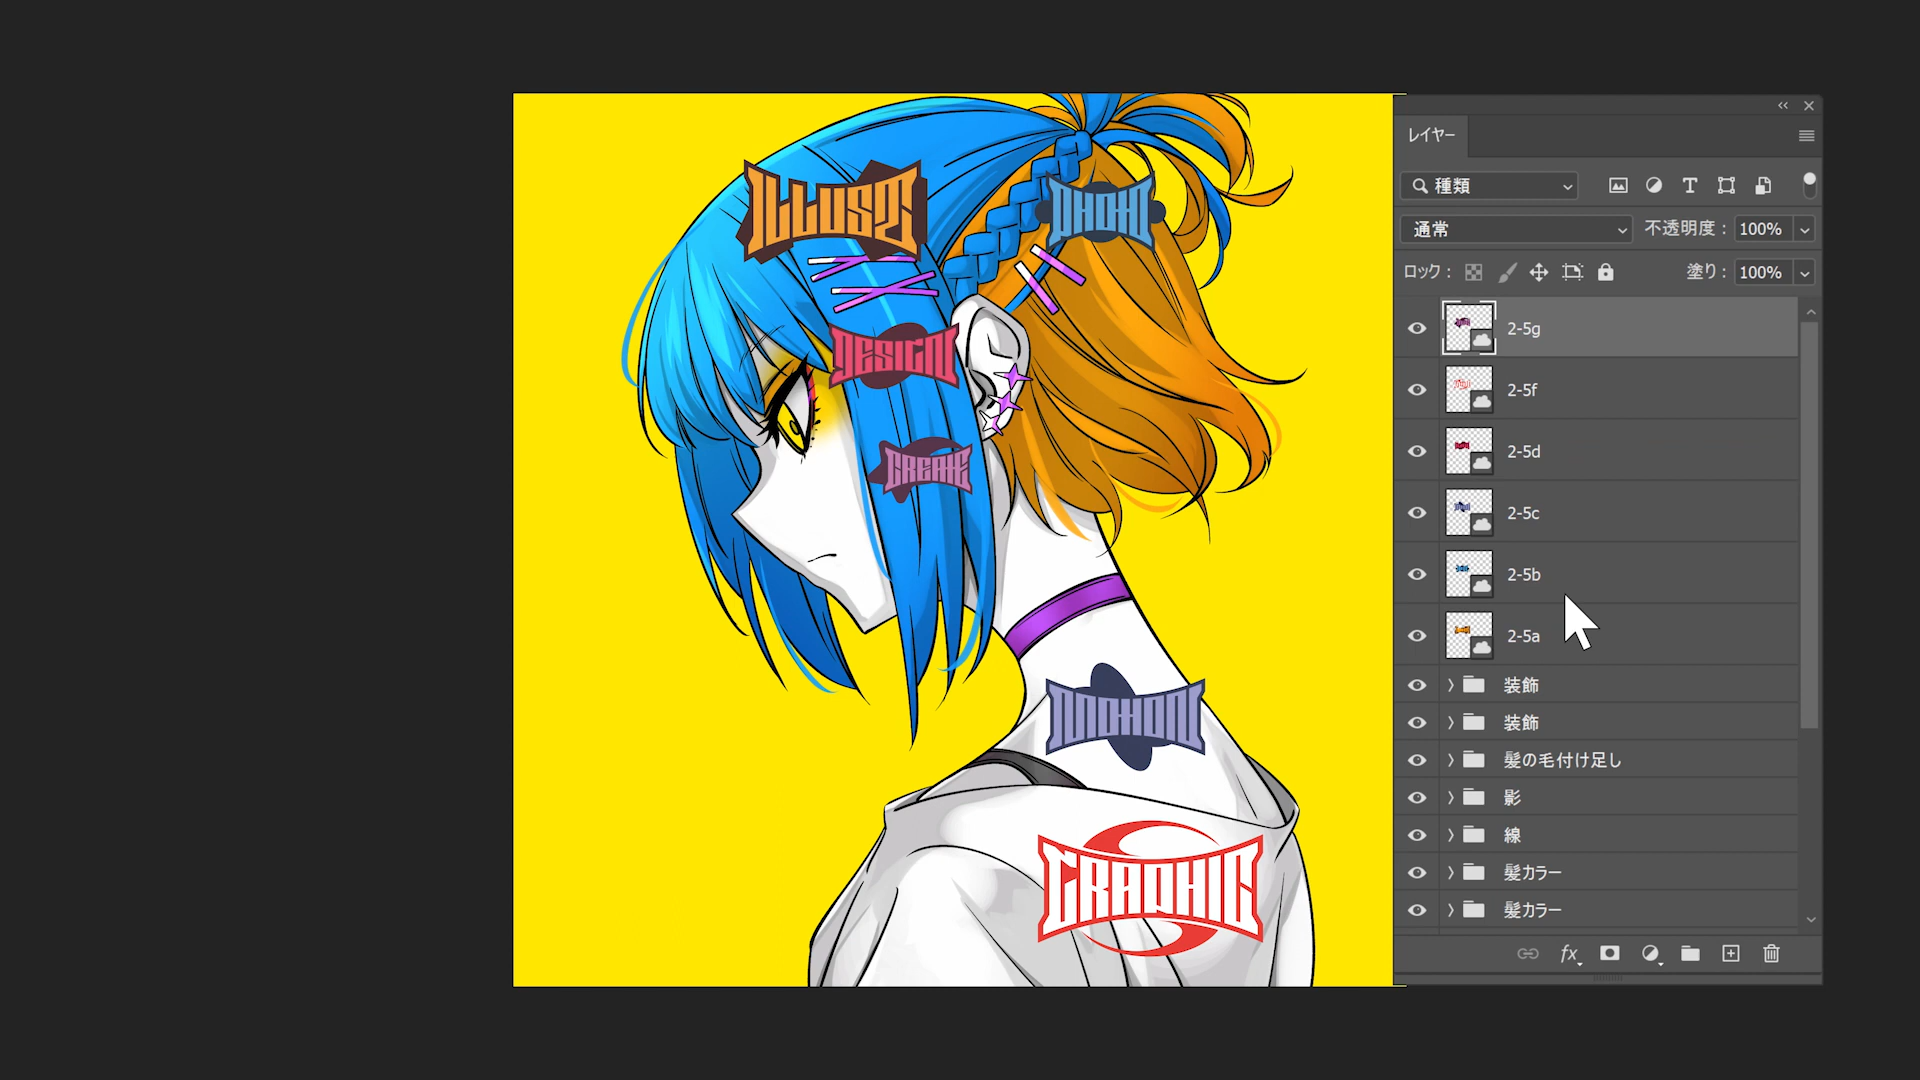 レイヤー
種類
通常
不透明度：
100%
ロック：
塗り：
100%
2-5g
2-5f
2-5d
2-5c
2-5b
2-5a
装飾
装飾
髪の毛付け足し
影
線
髪カラー
髪カラー
fx
ILLUST
DESIGN
CREATE
GRAPHIC